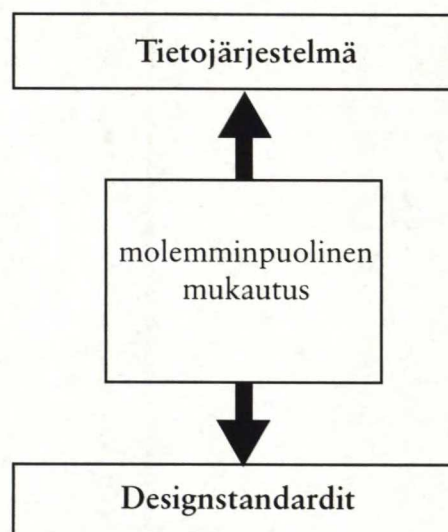 Tietojärjestelmä
molemminpuolinen
mukautus
Designstandardit